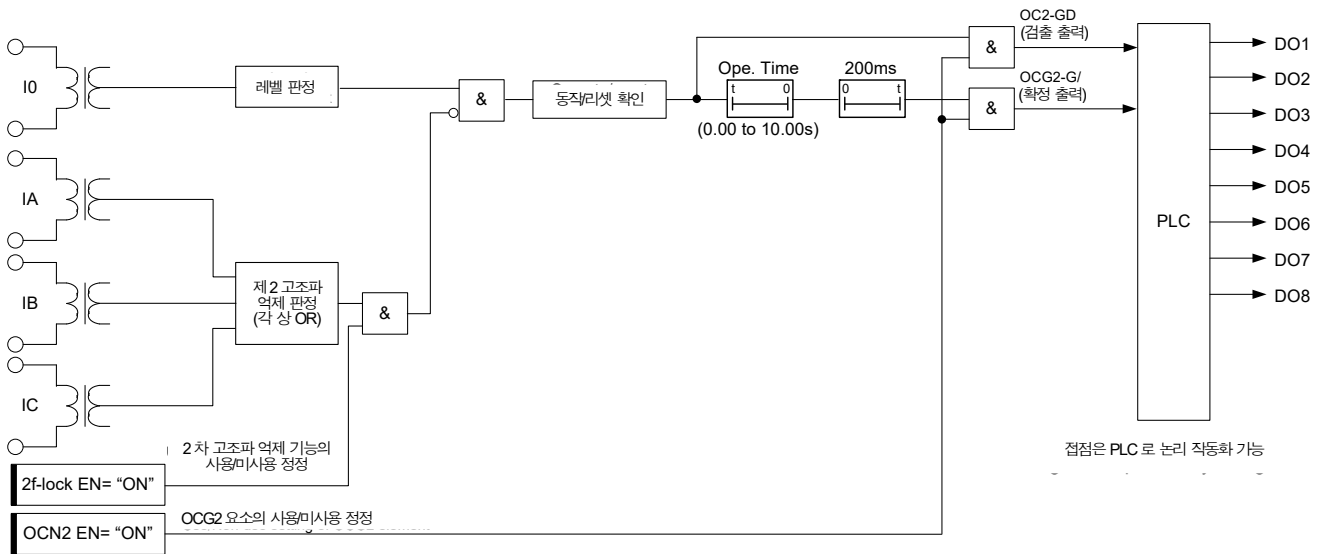 OC2-GD
(검출 출력)
I0
레벨 판정
&
동작/리셋 확인
Ope. Time
t 0
(0.00 to 10.00s)
200ms
0 t
&
OCG2-G/
(확정 출력)
&
PLC
DO1
DO2
DO3
DO4
DO5
DO6
DO7
DO8
IA
IB
IC
제 2 고조파
억제 판정
(각 상 OR)
&
2 차 고조파 억제 기능의
사용/미사용 정정
접점은 PLC 로 논리 작동화 가능
2f-lock EN= “ON”
OCG2 요소의 사용/미사용 정정
OCN2 EN= “ON”